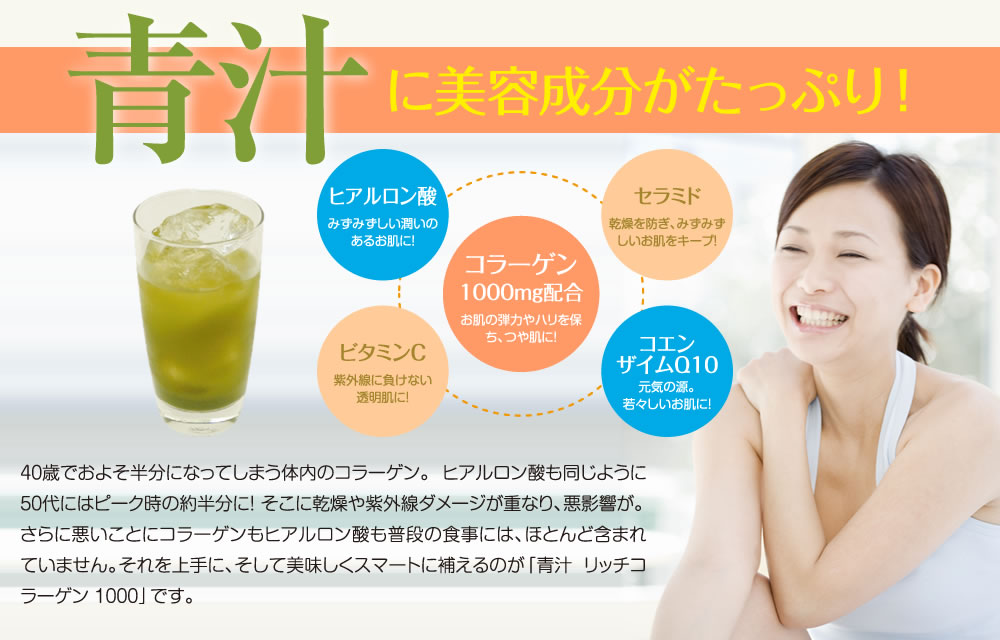 青汁に美容成分がたっぷり!
ヒアルロン酸
みずみずしい潤いの
あるお肌に!
セラミド
乾燥を防ぎ、みずみず
しいお肌をキープ!
コラーゲン
1000mg配合
お肌の弾力やハリを保
ち、つや肌に!
ビタミンC
紫外線に負けない
透明肌に!
コエン
ザイムQ10
元気の源。
若々しいお肌に!
40歳でおよそ半分になってしまう体内のコラーゲン。 ヒアルロン酸も同じように
50代にはピーク時の約半分に! そこに乾燥や紫外線ダメージが重なり、悪影響が。
さらに悪いことにコラーゲンもヒアルロン酸も普段の食事には、ほとんど含まれ
ていません。それを上手に、そして美味しくスマートに補えるのが「青汁 リッチコ
ラーゲン 1000」です。